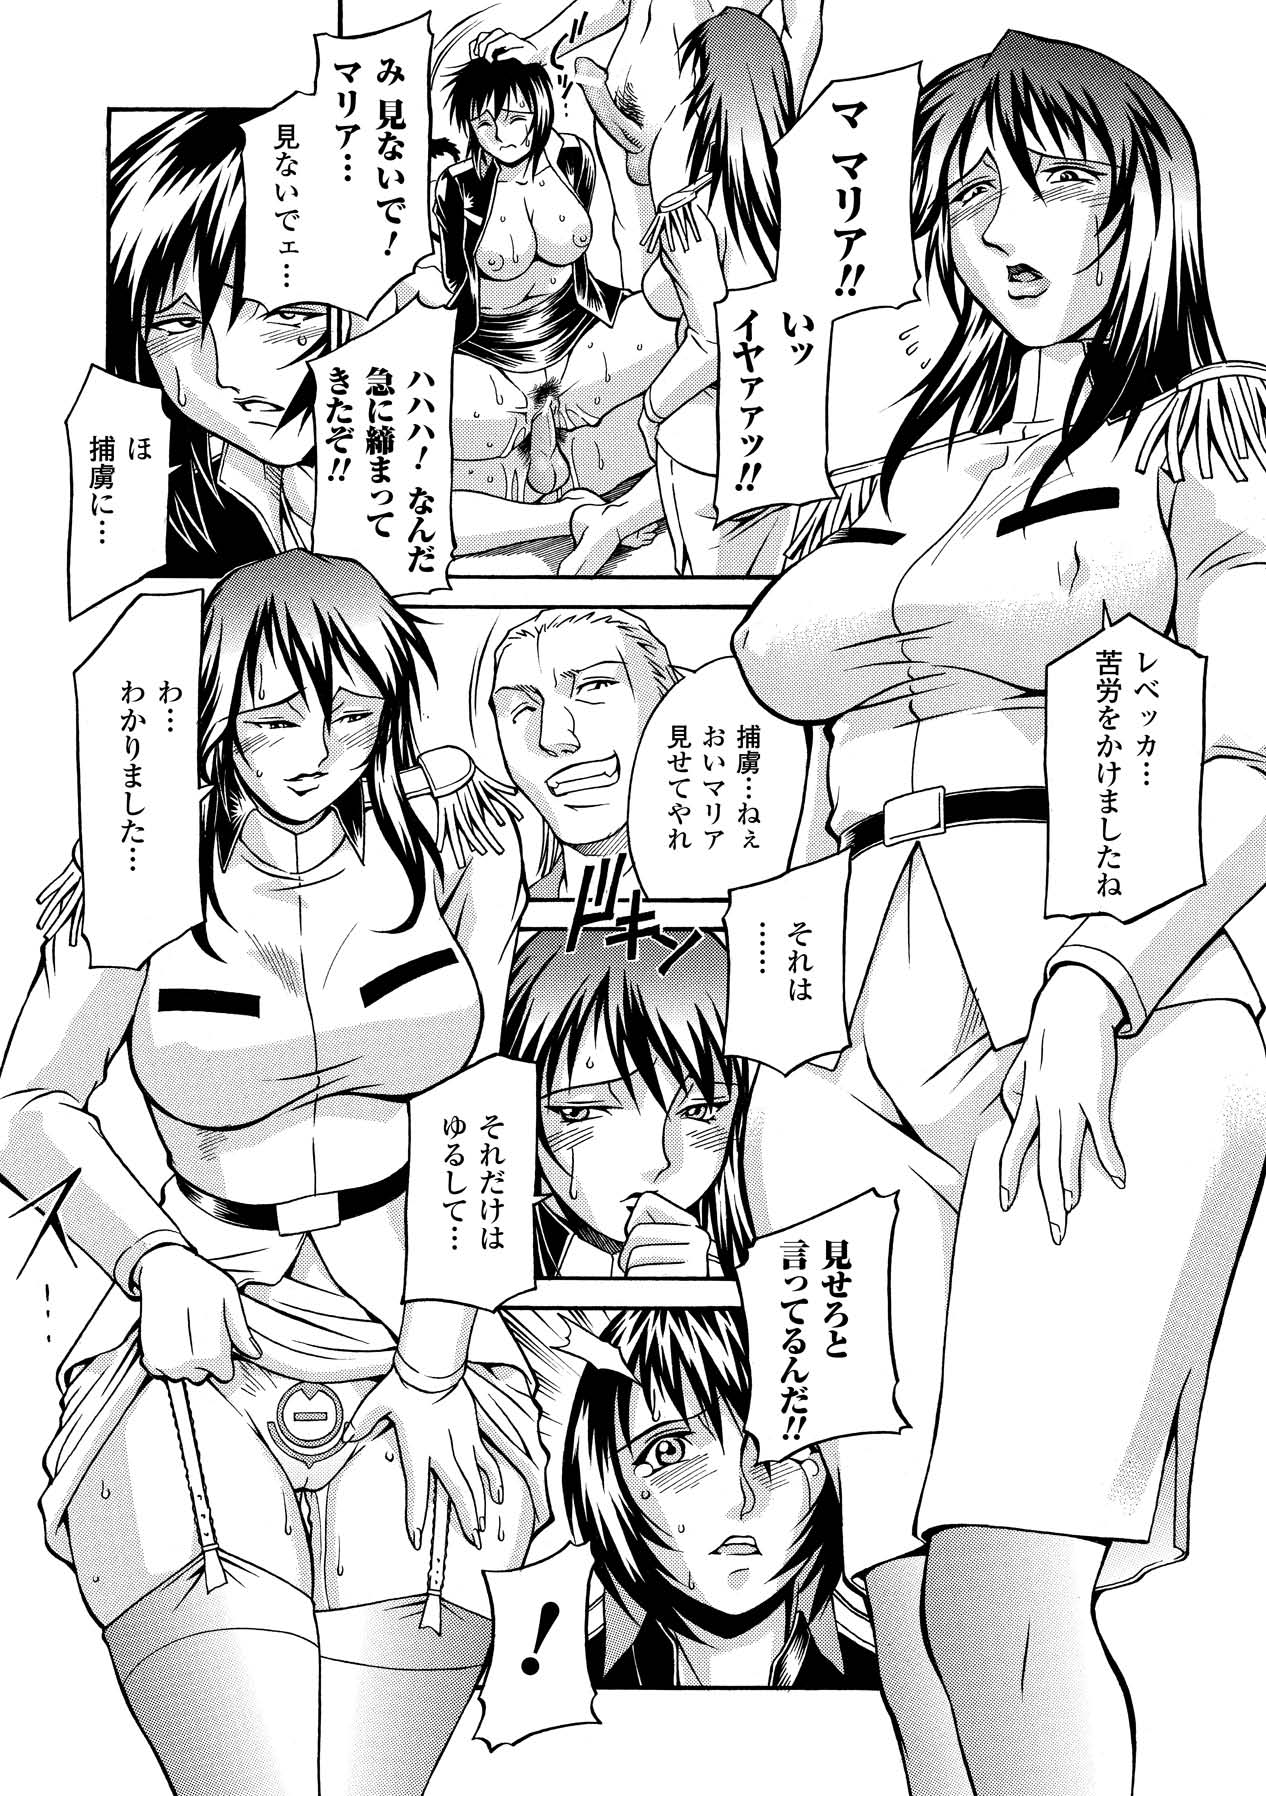 マ マリア!!
いッ
イヤァァッ!!
み 見ないで!
マリア…
見ないでェ…
ハハハ! なんだ
急に締まって
きたぞ!!
ほ
捕虜に…
レベッカ…
苦労をかけましたね
捕虜…ねぇ
おいマリア
見せてやれ
ドキン
それは
……
それだけは
ゆるして…
見せろと
言ってるんだ!!
わ…
わかりました…
!